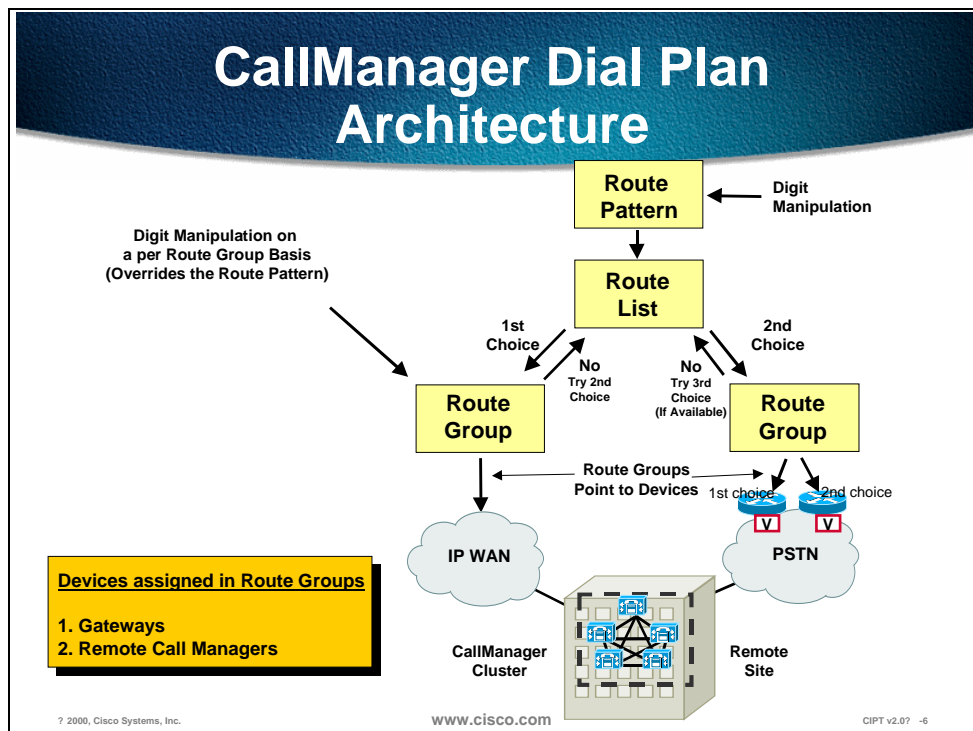 CallManager Dial Plan
Architecture
Route
Pattern
Digit
Manipulation
Digit Manipulation on
a per Route Group Basis
(Overrides the Route Pattern)
Route
List
1st
Choice
2nd
Choice
No
Try 2nd
Choice
No
Try 3rd
Choice
(If Available)
Route
Group
Route
Group
Route Groups
Point to Devices
1st choice
2nd choice
V
V
IP WAN
PSTN
Devices assigned in Route Groups
1. Gateways
2. Remote Call Managers
CallManager
Cluster
Remote
Site
? 2000, Cisco Systems, Inc.
www.cisco.com
CIPT v2.0? -6